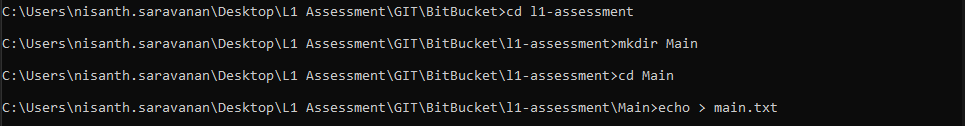 C:\Users\nisanth.saravanan\Desktop\L1 Assessment\GIT\BitBucket>cd l1-assessment
C:\Users\nisanth.saravanan\Desktop\L1 Assessment\GIT\BitBucket\l1-assessment>mkdir Main
C:\Users\nisanth.saravanan\Desktop\L1 Assessment\GIT\BitBucket\l1-assessment>cd Main
C:\Users\nisanth.saravanan\Desktop\L1 Assessment\GIT\BitBucket\l1-assessment\Main>echo > main.txt